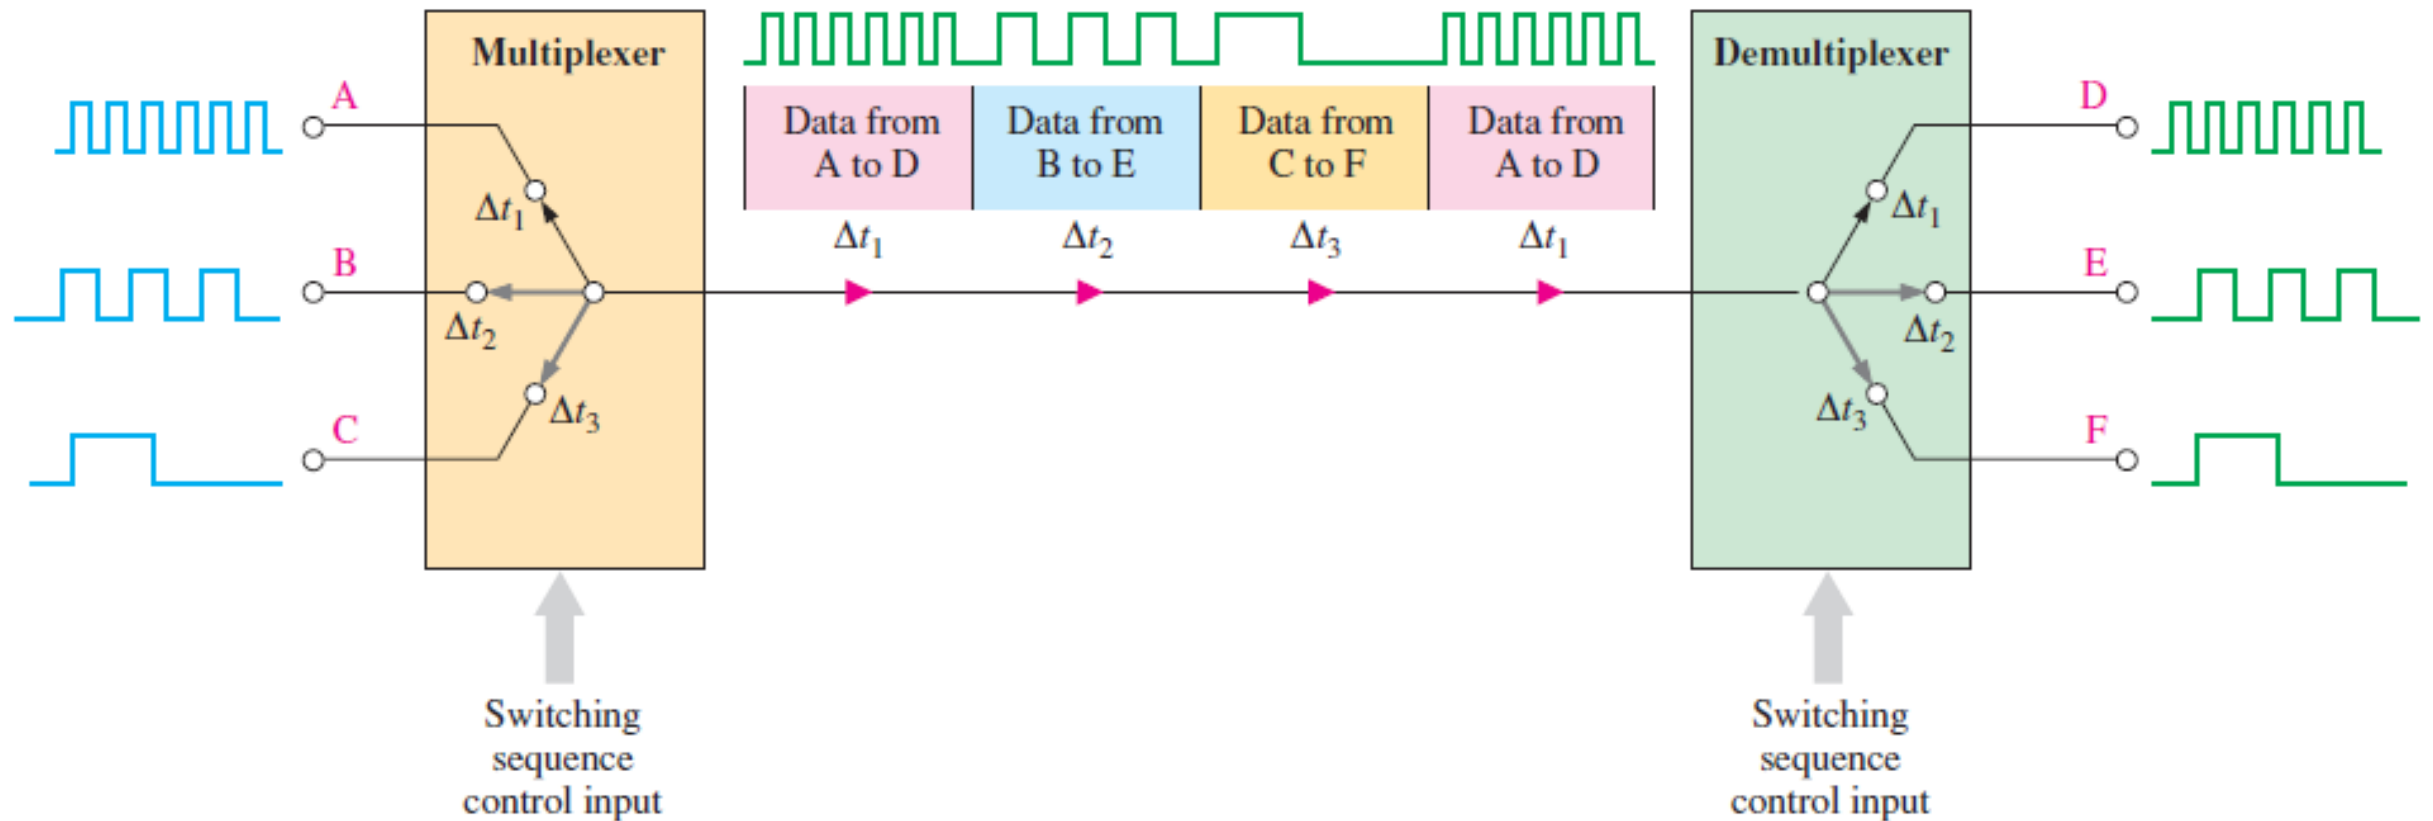 Multiplexer
A
B
C
Δt1
Δt2
Δt3
Data from
A to D
Data from
B to E
Data from
C to F
Data from
A to D
Δt1
Δt2
Δt3
Δt1
Demultiplexer
Δt1
Δt2
Δt3
D
E
F
Switching
sequence
control input
Switching
sequence
control input